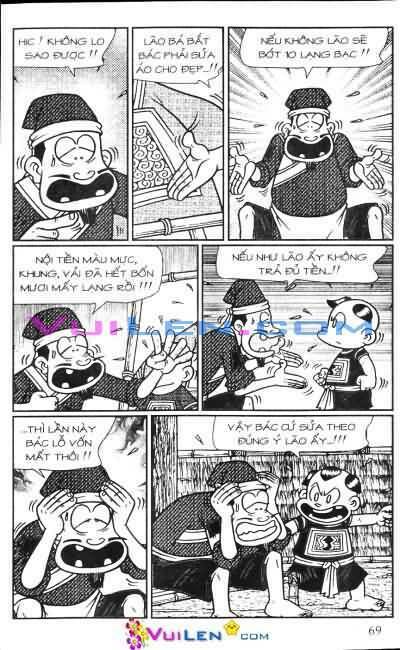 HIC! KHÔNG LO
SAO ĐƯỢC!!
LÃO BÁ BẮT
BÁC PHẢI SỬA
ÁO CHO ĐẸP...!!
NẾU KHÔNG LÃO SẼ
BỚT 10 LẠNG BẠC!!
NỘI TIỀN MÀU MỰC,
KHUNG, VẢI ĐÃ HẾT BỐN
MƯƠI MẤY LẠNG RỒI!!!
NẾU NHƯ LÃO ẤY KHÔNG
TRẢ ĐỦ TIỀN...!!
VUILEN.COM
...THÌ LẦN NÀY
BÁC LỖ VỐN
MẤT THÔI!
VẬY BÁC CỨ SỬA THEO
ĐÚNG Ý LÃO ẤY...!!!
69
VUILEN.COM